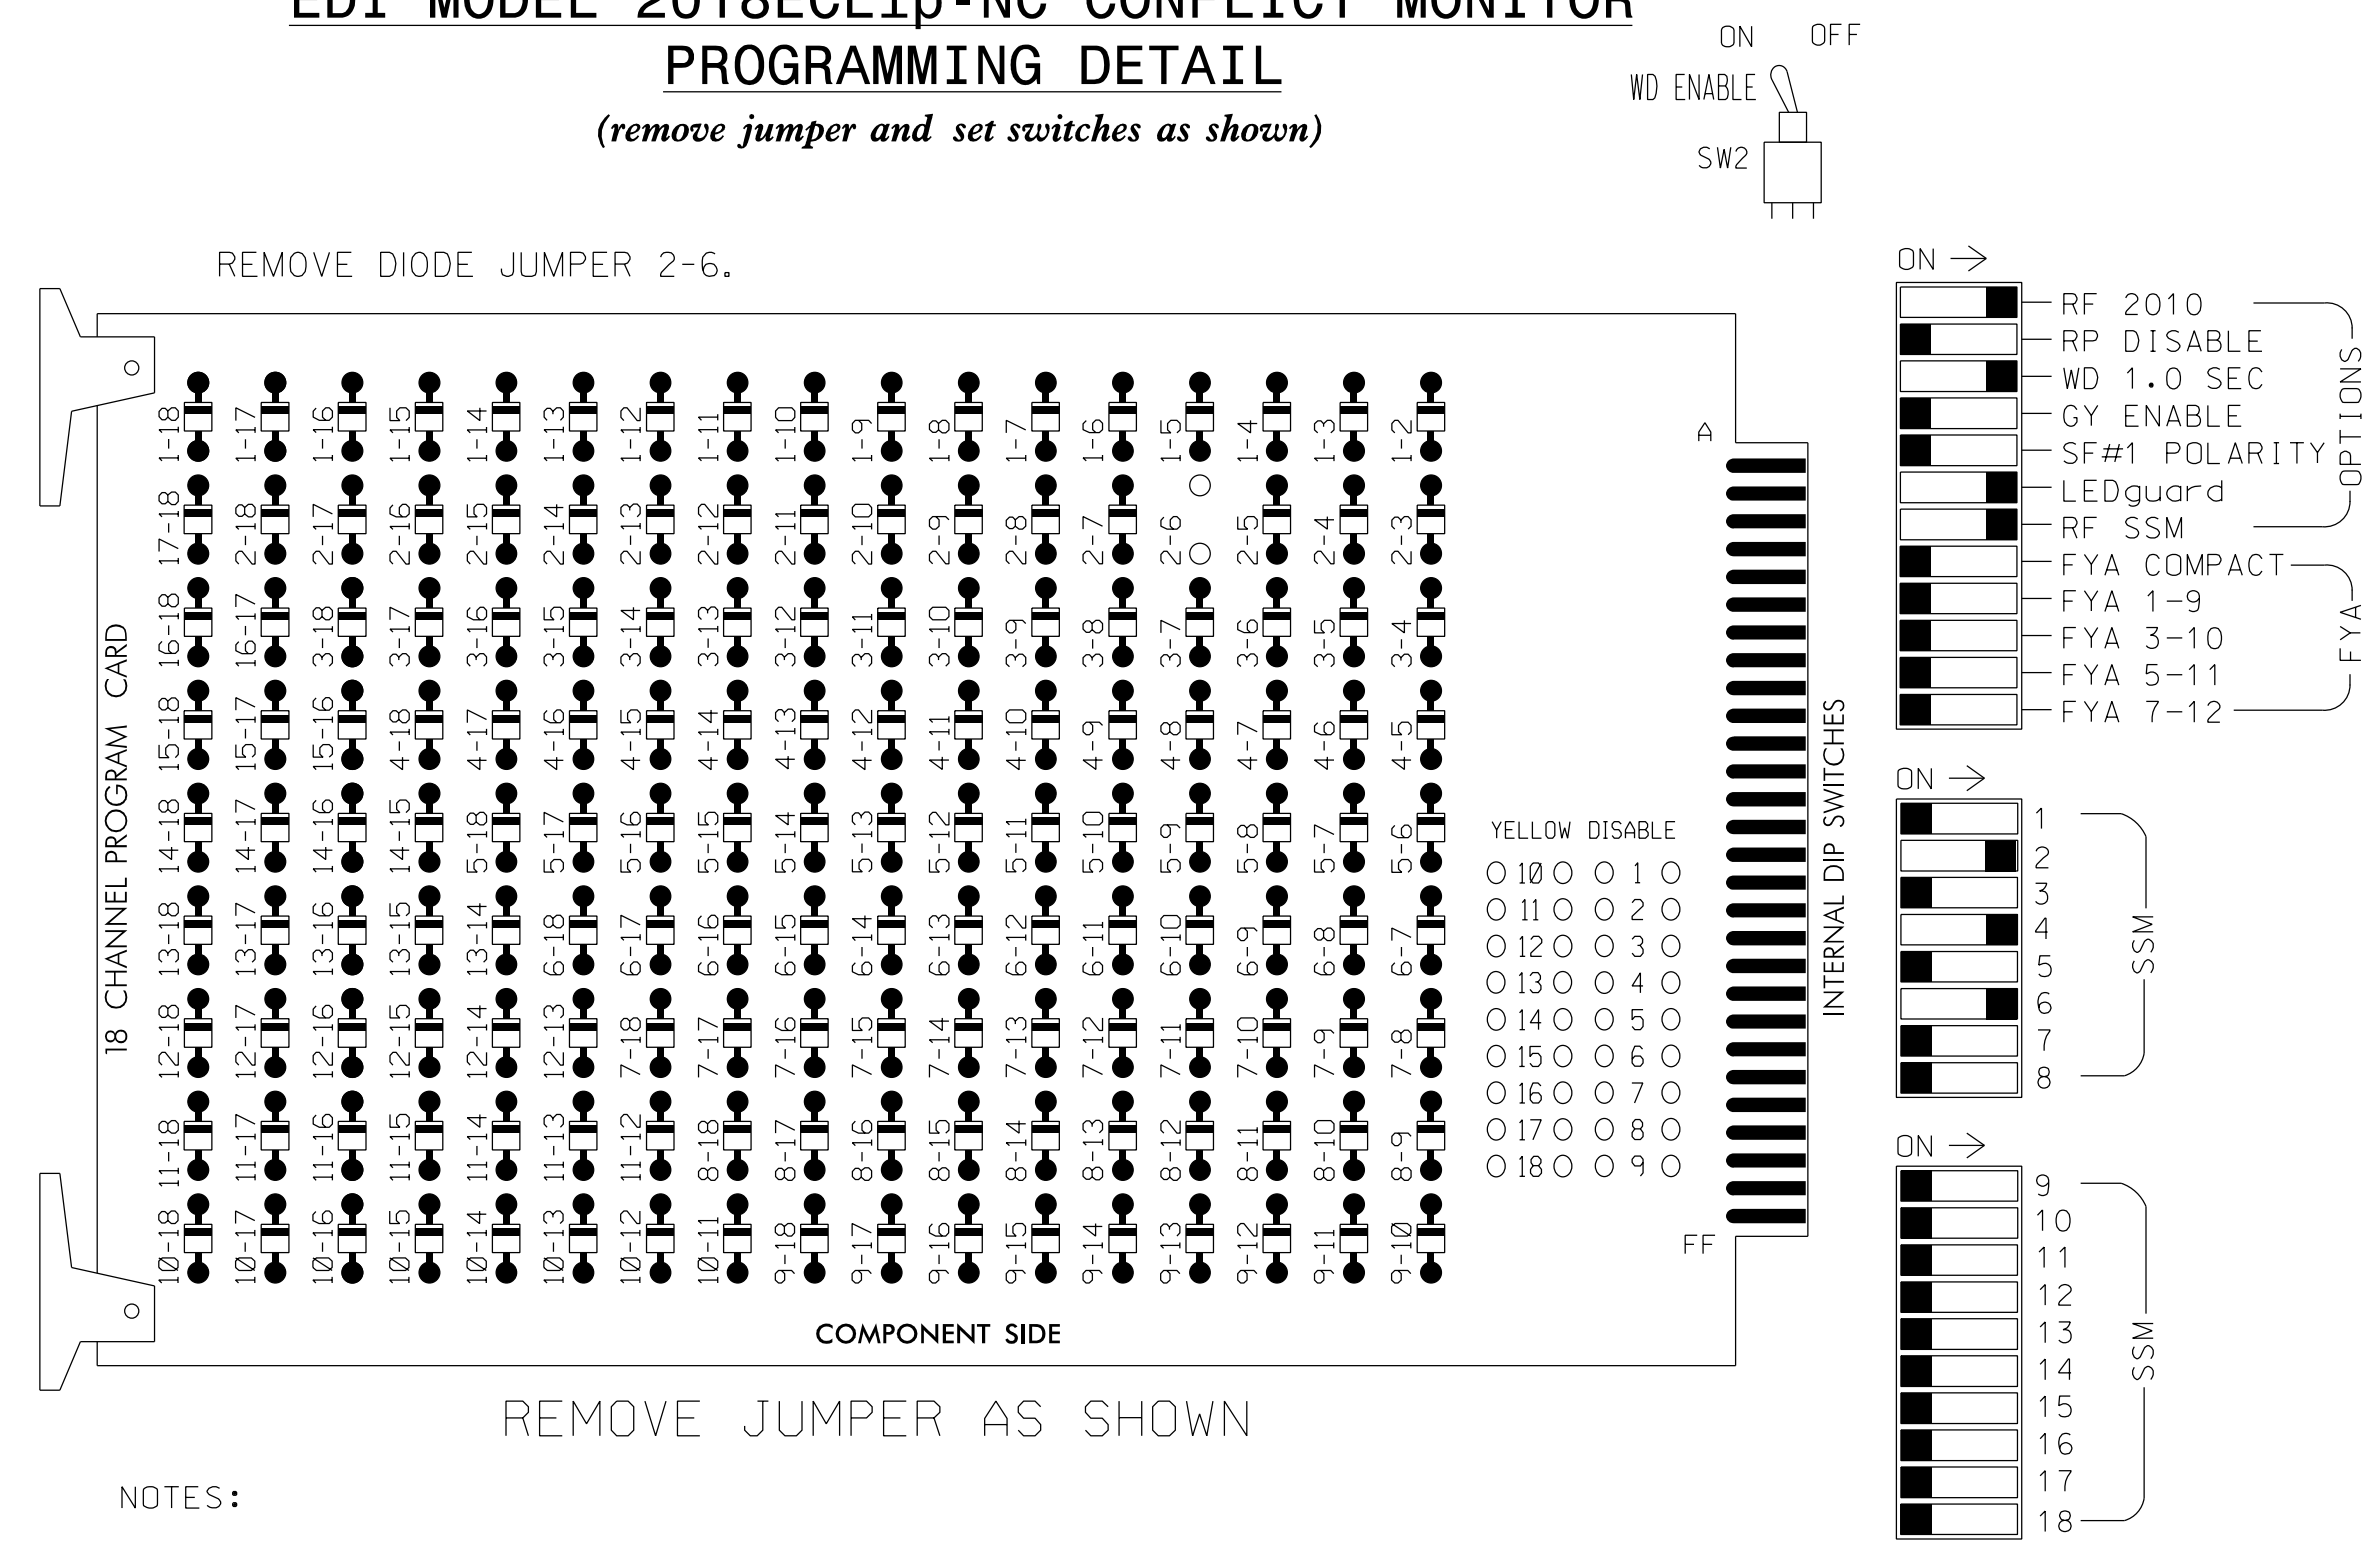 EDI MODEL 2018ECLip-NC CONFLICT MONITOR
PROGRAMMING DETAIL
(remove jumper and set switches as shown)
ON OFF
WD ENABLE
SW2
REMOVE DIODE JUMPER 2-6.
18 CHANNEL PROGRAM CARD
1-18 1-17 1-16 1-15 1-14 1-13 1-12 1-11 1-10 1-9 1-8 1-7 1-6 1-5 1-4 1-3 1-2
17-18 2-18 2-17 2-16 2-15 2-14 2-13 2-12 2-11 2-10 2-9 2-8 2-7 2-6 2-5 2-4 2-3
16-18 16-17 3-18 3-17 3-16 3-15 3-14 3-13 3-12 3-11 3-10 3-9 3-8 3-7 3-6 3-5 3-4
15-18 15-17 15-16 4-18 4-17 4-16 4-15 4-14 4-13 4-12 4-11 4-10 4-9 4-8 4-7 4-6 4-5
14-18 14-17 14-16 14-15 5-18 5-17 5-16 5-15 5-14 5-13 5-12 5-11 5-10 5-9 5-8 5-7 5-6
13-18 13-17 13-16 13-15 13-14 6-18 6-17 6-16 6-15 6-14 6-13 6-12 6-11 6-10 6-9 6-8 6-7
12-18 12-17 12-16 12-15 12-14 12-13 7-18 7-17 7-16 7-15 7-14 7-13 7-12 7-11 7-10 7-9 7-8
11-18 11-17 11-16 11-15 11-14 11-13 11-12 8-18 8-17 8-16 8-15 8-14 8-13 8-12 8-11 8-10 8-9
10-18 10-17 10-16 10-15 10-14 10-13 10-12 10-11 9-18 9-17 9-16 9-15 9-14 9-13 9-12 9-11 9-10
A
YELLOW DISABLE
10 1
11 2
12 3
13 4
14 5
15 6
16 7
17 8
18 9
FF
COMPONENT SIDE
INTERNAL DIP SWITCHES
ON
RF 2010
RP DISABLE
WD 1.0 SEC
GY ENABLE
SF#1 POLARITY
LEDguard
RF SSM
OPTIONS
FYA COMPACT
FYA 1-9
FYA 3-10
FYA 5-11
FYA 7-12
FYA
ON
1
2
3
4
5
6
7
8
SSM
ON
9
10
11
12
13
14
15
16
17
18
SSM
REMOVE JUMPER AS SHOWN
NOTES: